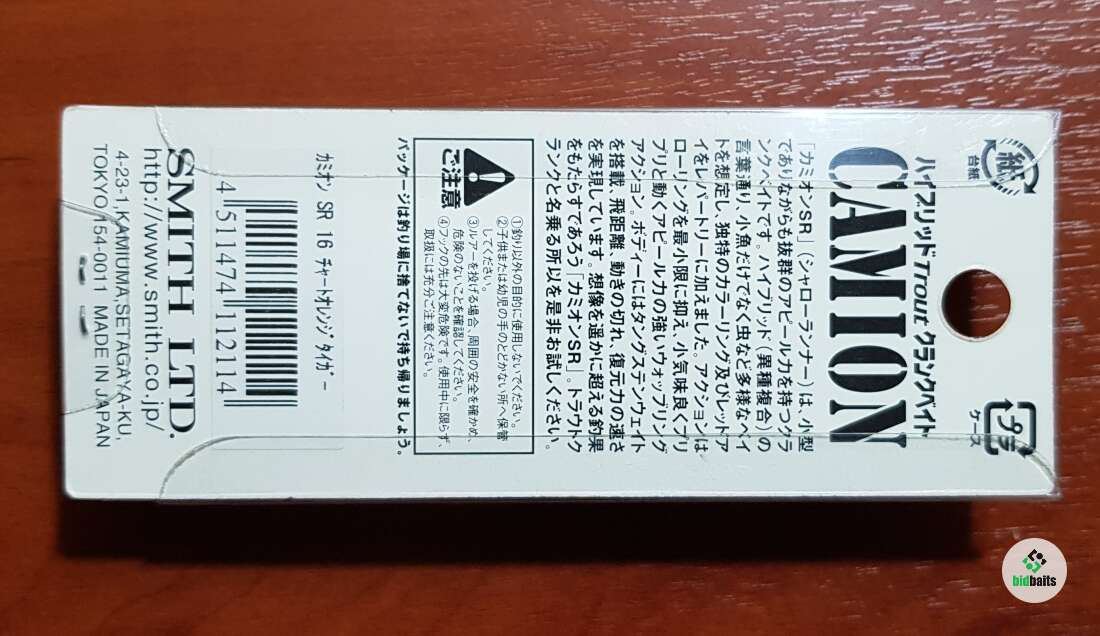 紙
台紙
プラ
ケース
ハイブリッドTroutクランクベイト
CAMION
「カミオンSR」(シャローランナー)は、小型
でありながらも抜群のアピール力を持つクラ
ンクベイトです。ハイブリッド(異種複合)の
言葉通り、小魚だけでなく虫など多様なベイ
トを想定し、独特のカラーリング及びレッドア
イをレパートリーに加えました。アクションは
ローリングを最小限に抑え、小気味良くプリ
プリと動くアピール力の強いウォッブリング
アクション。ボディーにはタングステンウェイト
を搭載、飛距離、動きの切れ、復元力の速さ
を実現しています。想像を遥かに超える釣果
をもたらすであろう「カミオンSR」。トラウトク
ランクと名乗る所以を是非お試しください。
ご注意
①釣り以外の目的に使用しないでください。
②子供または幼児の手のとどかない所へ保管
してください。
③ルアーを投げる場合、周囲の安全を確かめ、
危険のないことを確認してください。
④フックの先は大変危険です。使用中に限らず、
取扱には充分ご注意ください。
パッケージは釣り場に捨てないで持ち帰りましょう。
カミオン SR 16 チャートオレンジタイガー
4 511474 112114
SMITH LTD.
http://www.smith.co.jp/
4-23-1,KAMIUMA,SETAGAYA-KU,
TOKYO 154-0011 MADE IN JAPAN
bidbaits